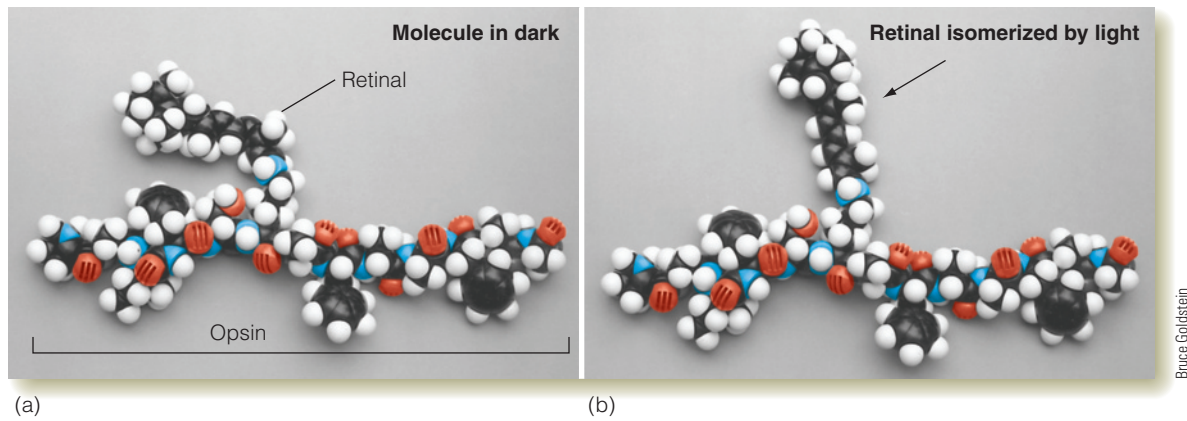 Molecule in dark
Retinal
Opsin
(a)
Retinal isomerized by light
(b)
Bruce Goldstein